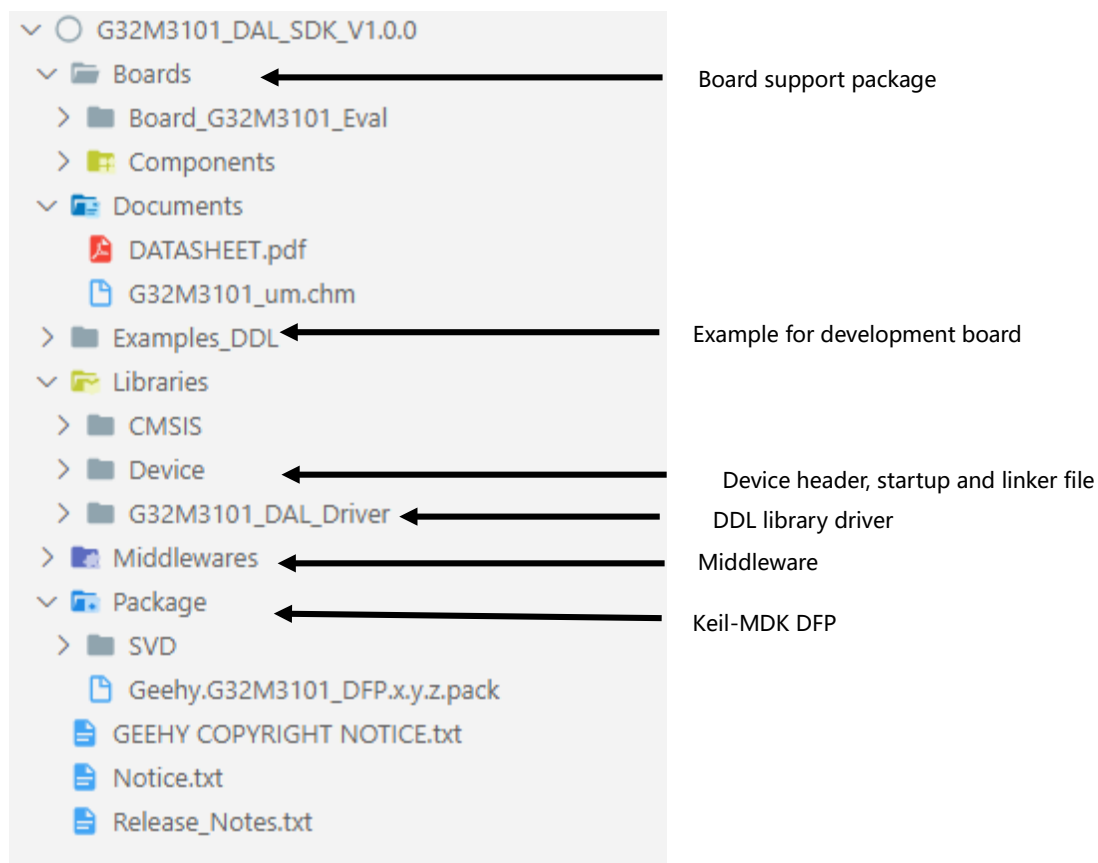 G32M3101_DAL_SDK_V1.0.0
Boards
Board support package
Board_G32M3101_Eval
Components
Documents
DATASHEET.pdf
G32M3101_um.chm
Examples_DDL
Example for development board
Libraries
CMSIS
Device
Device header, startup and linker file
G32M3101_DAL_Driver
DDL library driver
Middlewares
Middleware
Package
Keil-MDK DFP
SVD
Geehy.G32M3101_DFP.x.y.z.pack
GEEHY COPYRIGHT NOTICE.txt
Notice.txt
Release_Notes.txt